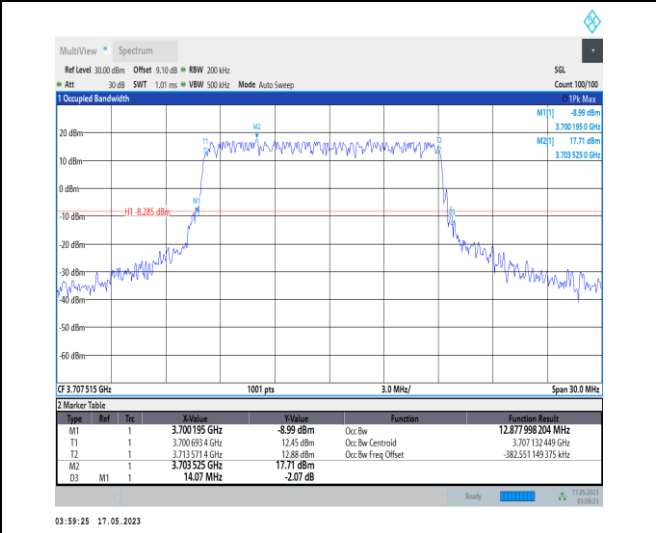 MultiView Spectrum
Ref Level 30.00 dBm Offset 9.10 dB RBW 200 kHz SGL
Att 30 dB SWT 1.01 ms VBW 500 kHz Mode Auto Sweep Count 100/100
1 Occupied Bandwidth 1Pk Max
M1[1] -8.99 dBm
3.700 195 0 GHz
M2[1] 17.71 dBm
3.703 525 0 GHz
20 dBm
10 dBm
0 dBm
-10 dBm
-20 dBm
-30 dBm
-40 dBm
-50 dBm
-60 dBm
T1
M2
T2
M1
H1 -8.285 dBm
CF 3.707 515 GHz 1001 pts 3.0 MHz/ Span 30.0 MHz
2 Marker Table
Type Ref Trc X-Value Y-Value Function Function Result
M1 1 3.700 195 GHz -8.99 dBm Occ Bw 12.877 998 204 MHz
T1 1 3.700 693 4 GHz 12.45 dBm Occ Bw Centroid 3.707 132 449 GHz
T2 1 3.713 571 4 GHz 12.88 dBm Occ Bw Freq Offset -382.551 149 375 kHz
M2 1 3.703 525 GHz 17.71 dBm
D3 M1 1 14.07 MHz -2.07 dB
Ready 17.05.2023
03:59:23
03:59:25 17.05.2023